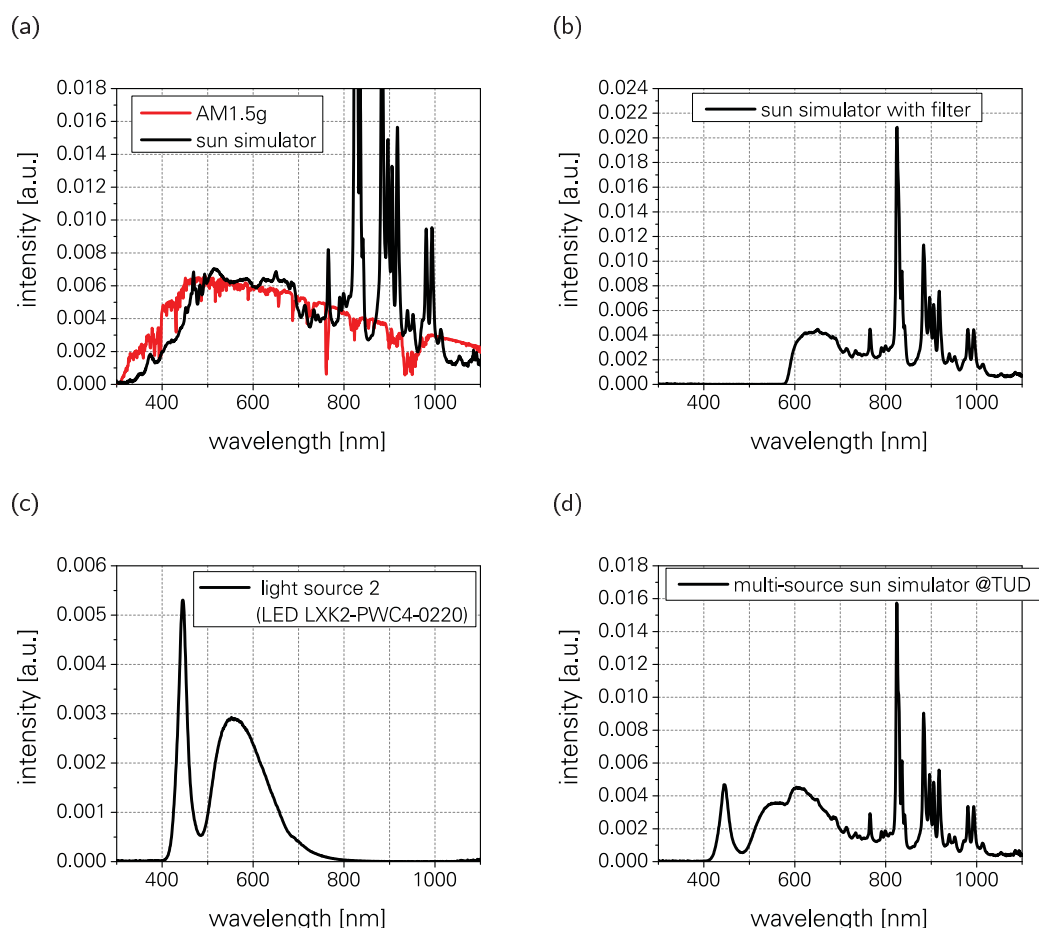 (a)
0.018
0.016
0.014
0.012
0.010
0.008
0.006
0.004
0.002
0.000
intensity [a.u.]
AM1.5g
sun simulator
400 600 800 1000
wavelength [nm]
(b)
0.024
0.022
0.020
0.018
0.016
0.014
0.012
0.010
0.008
0.006
0.004
0.002
0.000
intensity [a.u.]
sun simulator with filter
400 600 800 1000
wavelength [nm]
(c)
0.006
0.005
0.004
0.003
0.002
0.001
0.000
intensity [a.u.]
light source 2
(LED LXK2-PWC4-0220)
400 600 800 1000
wavelength [nm]
(d)
0.018
0.016
0.014
0.012
0.010
0.008
0.006
0.004
0.002
0.000
intensity [a.u.]
multi-source sun simulator @TUD
400 600 800 1000
wavelength [nm]